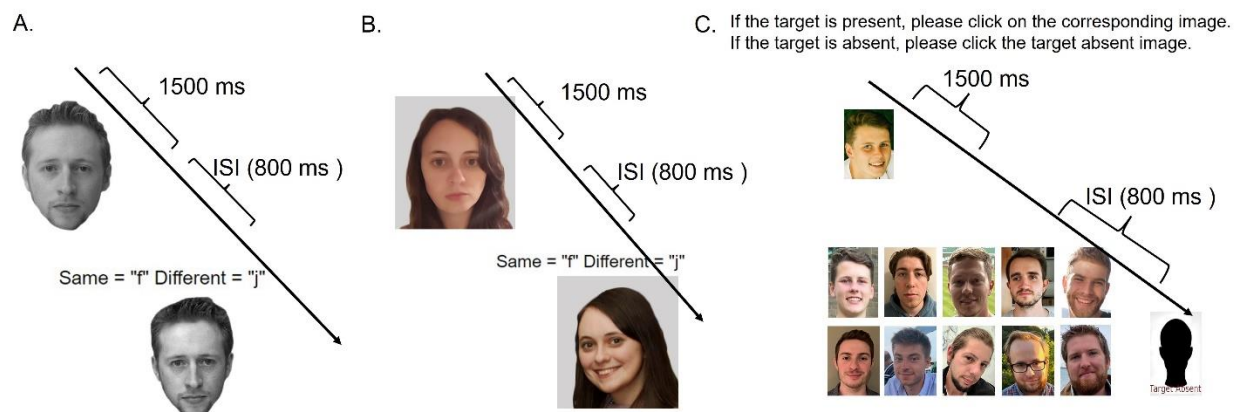 A.
1500 ms
ISI (800 ms )
Same = "f" Different = "j"
B.
1500 ms
ISI (800 ms )
Same = "f" Different = "j"
C.
If the target is present, please click on the corresponding image.
If the target is absent, please click the target absent image.
1500 ms
ISI (800 ms )
Target Absent